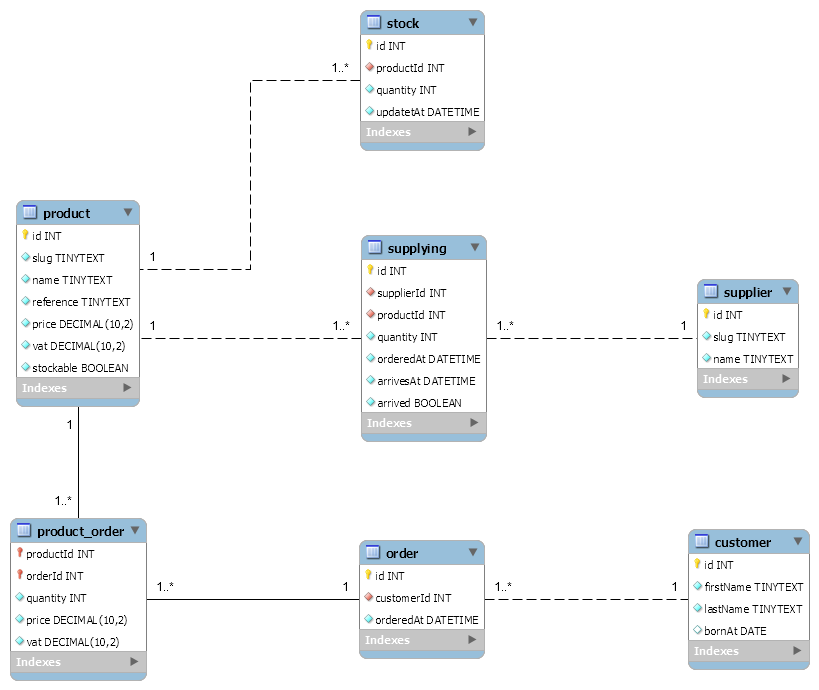 stock
id INT
productId INT
quantity INT
updatetAt DATETIME
Indexes
1..*
product
id INT
slug TINYTEXT
name TINYTEXT
reference TINYTEXT
price DECIMAL(10,2)
vat DECIMAL(10,2)
stockable BOOLEAN
Indexes
1
1
1..*
supplying
id INT
supplierId INT
productId INT
quantity INT
orderedAt DATETIME
arrivesAt DATETIME
arrived BOOLEAN
Indexes
1..*
1
supplier
id INT
slug TINYTEXT
name TINYTEXT
Indexes
1
1..*
product_order
productId INT
orderId INT
quantity INT
price DECIMAL(10,2)
vat DECIMAL(10,2)
Indexes
1..*
1
order
id INT
customerId INT
orderedAt DATETIME
Indexes
1..*
1
customer
id INT
firstName TINYTEXT
lastName TINYTEXT
bornAt DATE
Indexes